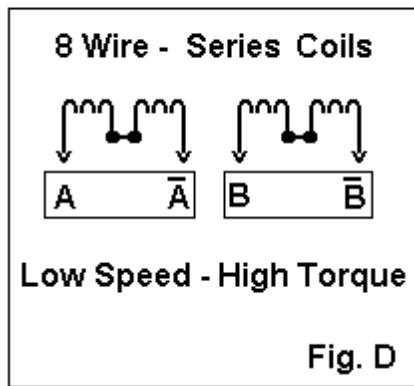 8 Wire - Series Coils
A A̅ B B̅
Low Speed - High Torque
Fig. D